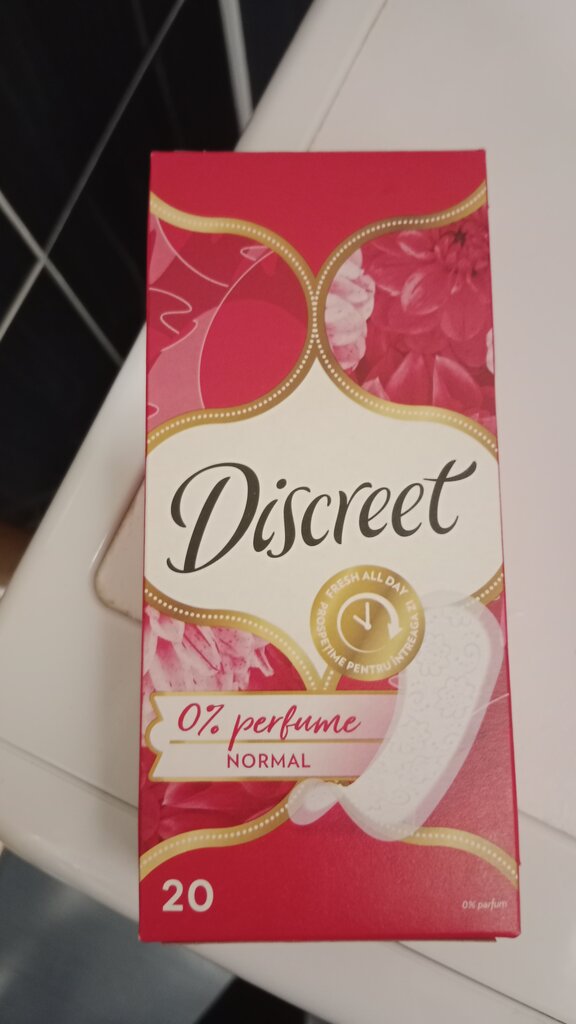 Discreet
FRESH ALL DAY
PROSPEȚIME PENTRU ÎNTREAGA ZI
0% perfume
NORMAL
20
0% parfum